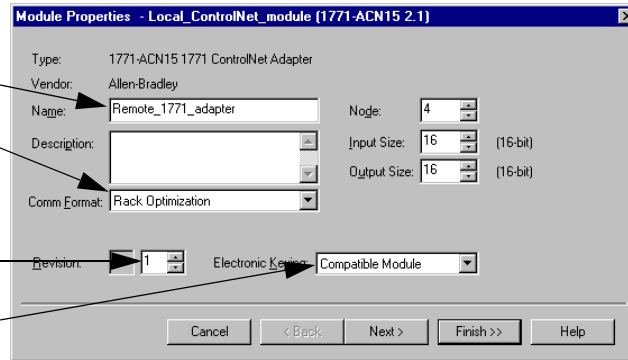 Module Properties - Local_ControlNet_module (1771-ACN15 2.1)
Type: 1771-ACN15 1771 ControlNet Adapter
Vendor: Allen-Bradley
Name: Remote_1771_adapter Node: 4
Description: Input Size: 16 (16-bit)
Output Size: 16 (16-bit)
Comm Format: Rack Optimization
Revision: 1 Electronic Keying: Compatible Module
Cancel < Back Next > Finish >> Help